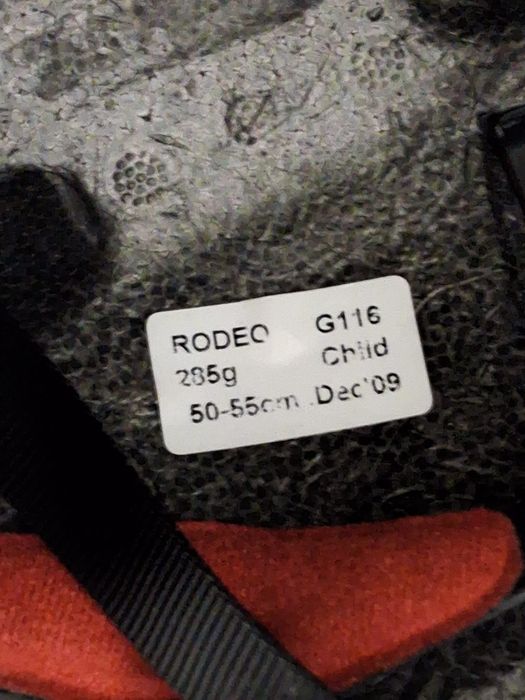 RODEO G116
285g Child
50-55cm .Dec'09